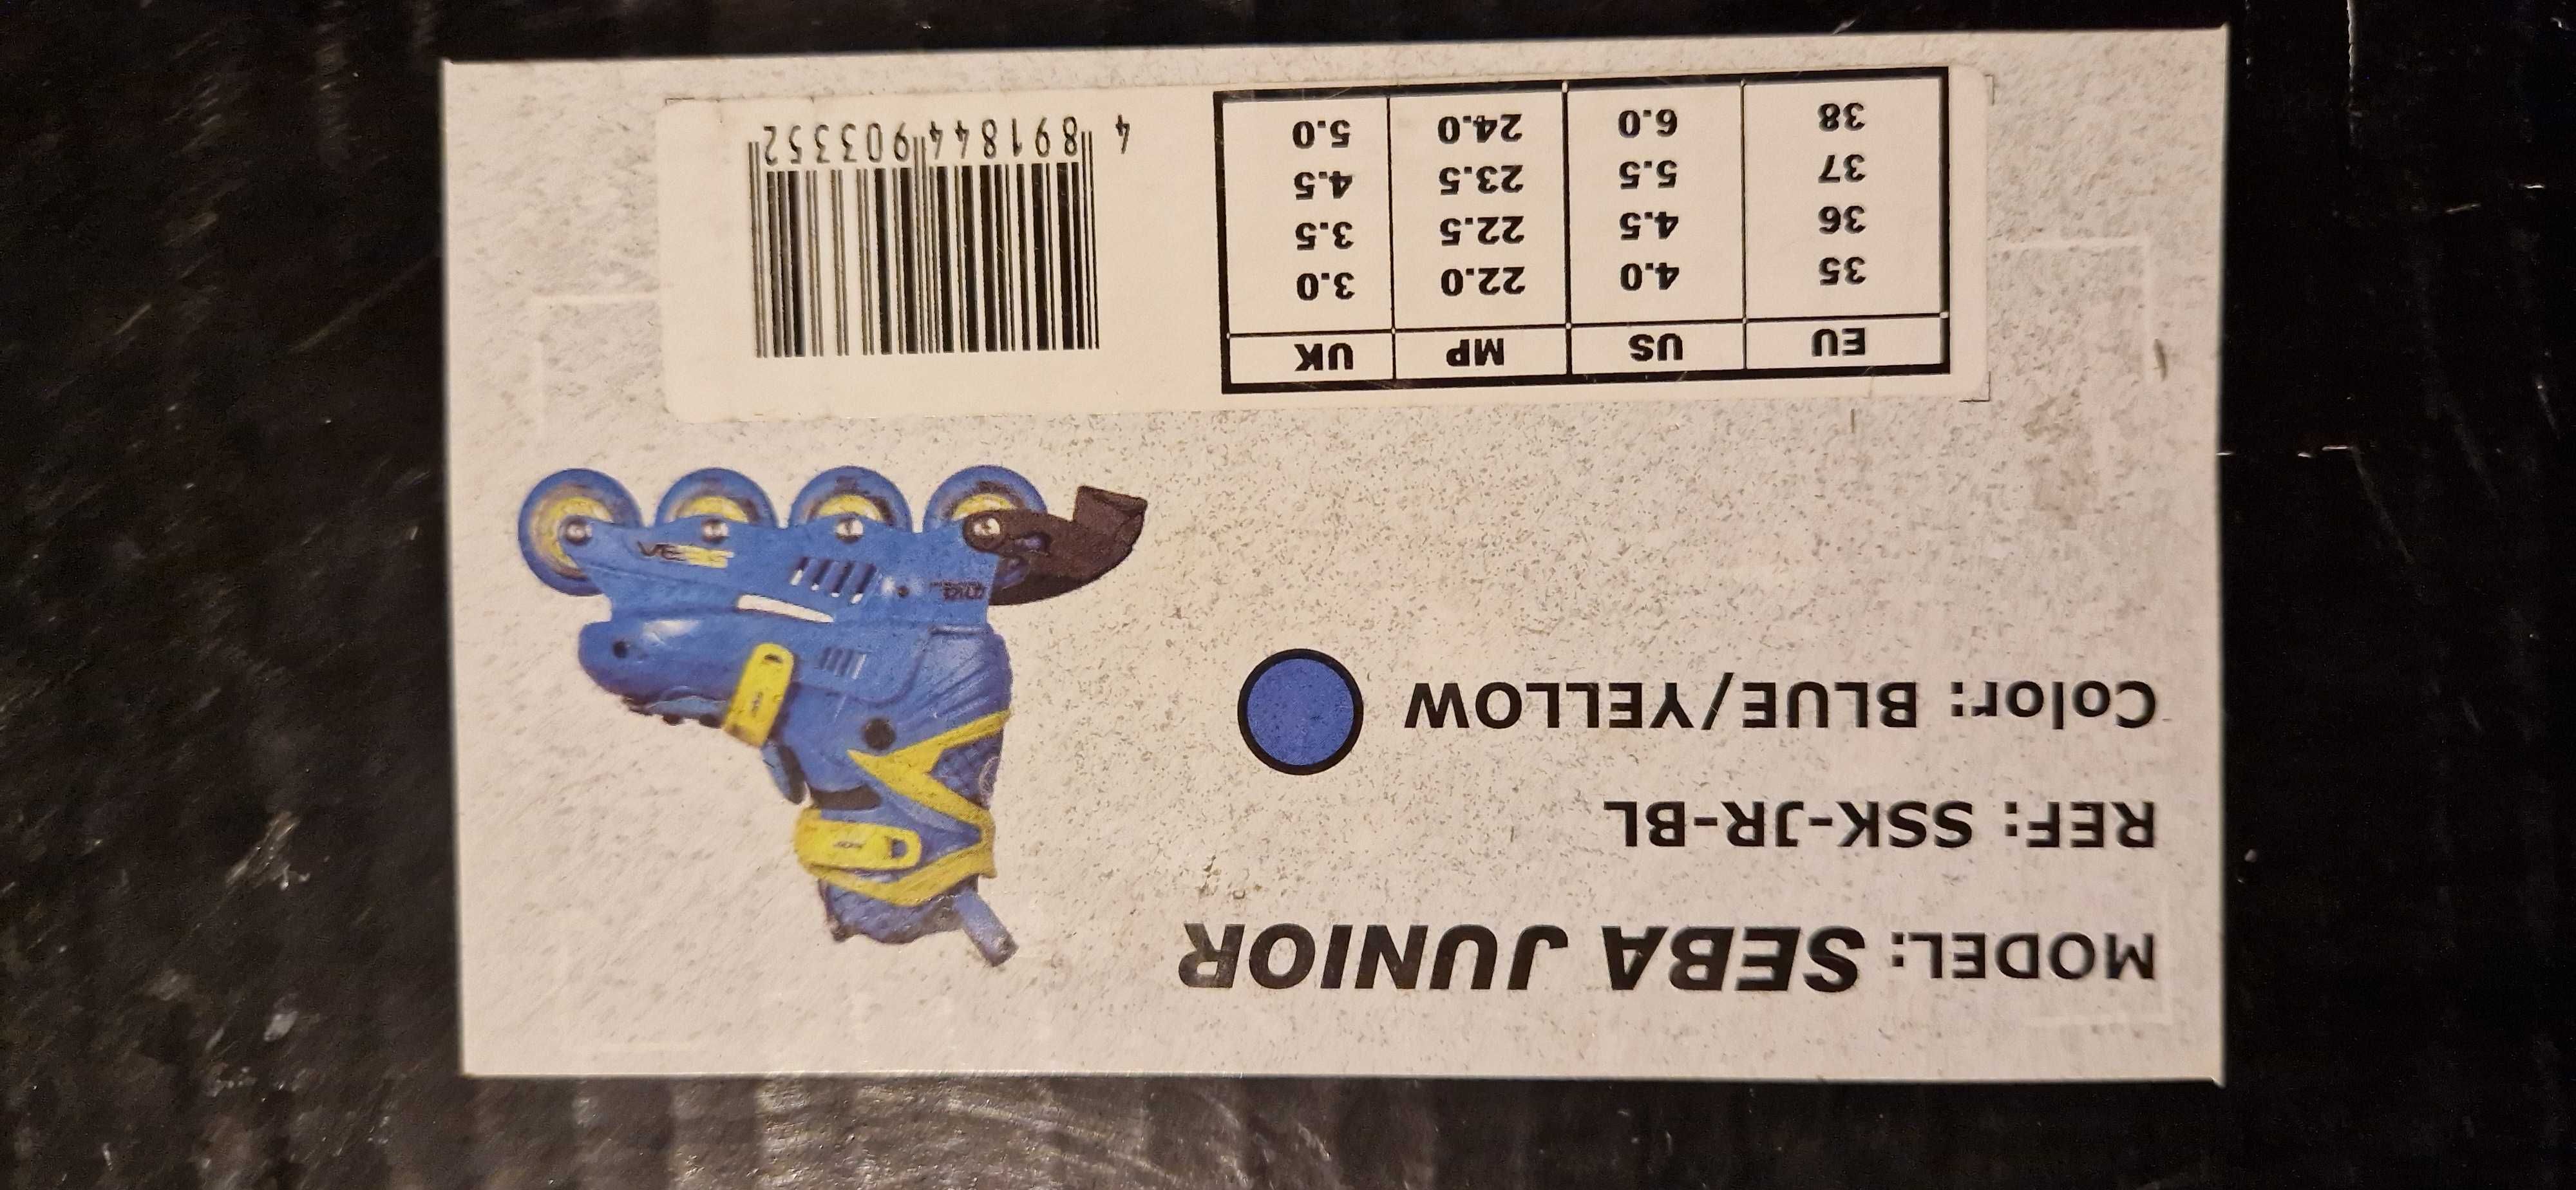 MODEL: SEBA JUNIOR
REF: SSK-JR-BL
Color: BLUE/YELLOW
EU US MP UK
35 4.0 22.0 3.0
36 4.5 22.5 3.5
37 5.5 23.5 4.5
38 6.0 24.0 5.0
4 891844 903352